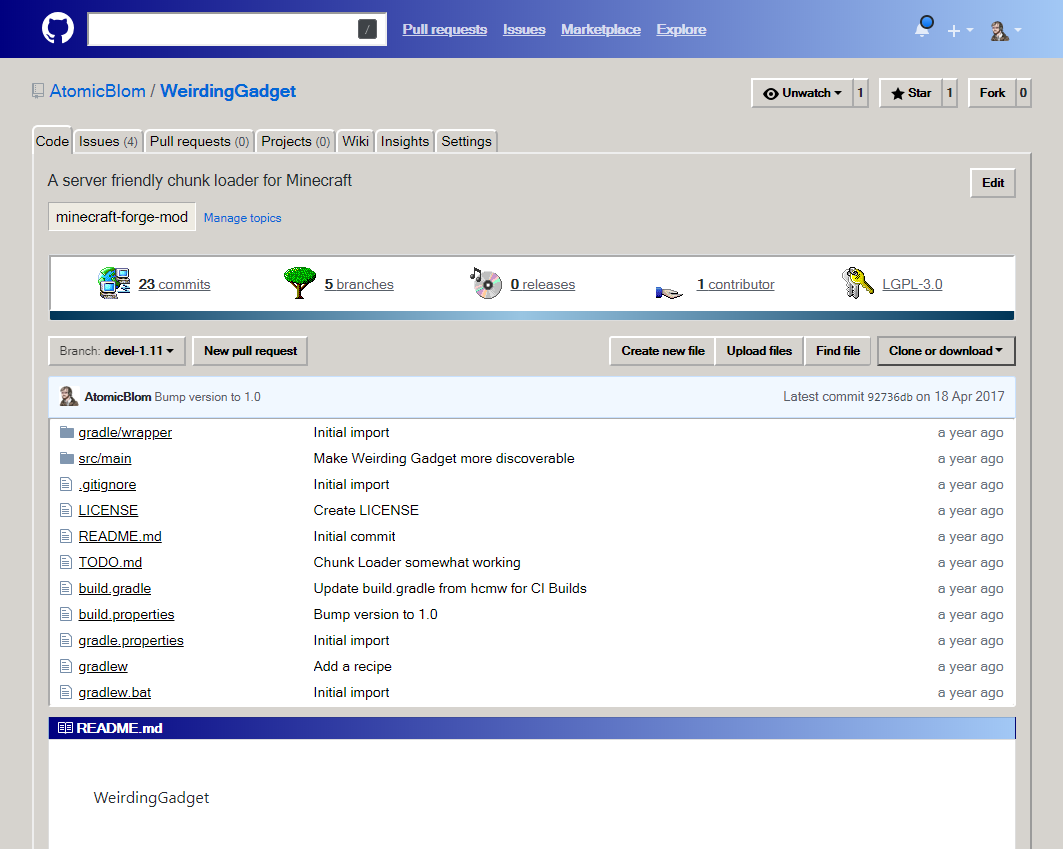 / Pull requests Issues Marketplace Explore
AtomicBlom / WeirdingGadget Unwatch 1 Star 1 Fork 0
Code Issues (4) Pull requests (0) Projects (0) Wiki Insights Settings
A server friendly chunk loader for Minecraft Edit
minecraft-forge-mod Manage topics
23 commits 5 branches 0 releases 1 contributor LGPL-3.0
Branch: devel-1.11 New pull request Create new file Upload files Find file Clone or download
AtomicBlom Bump version to 1.0 Latest commit 92736db on 18 Apr 2017
gradle/wrapper Initial import a year ago
src/main Make Weirding Gadget more discoverable a year ago
.gitignore Initial import a year ago
LICENSE Create LICENSE a year ago
README.md Initial commit a year ago
TODO.md Chunk Loader somewhat working a year ago
build.gradle Update build.gradle from hcmw for CI Builds a year ago
build.properties Bump version to 1.0 a year ago
gradle.properties Initial import a year ago
gradlew Add a recipe a year ago
gradlew.bat Initial import a year ago
README.md
WeirdingGadget